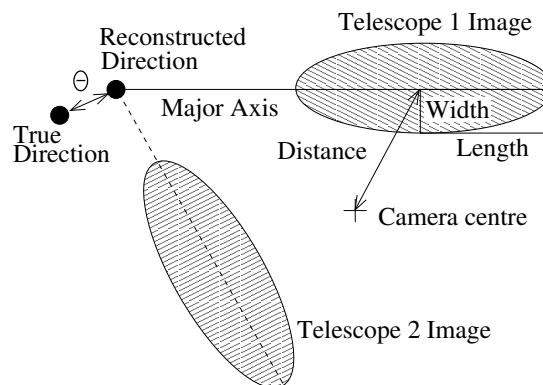 Telescope 1 Image
Reconstructed
Direction
Θ
Major Axis
Width
True
Direction
Distance
Length
Camera centre
Telescope 2 Image